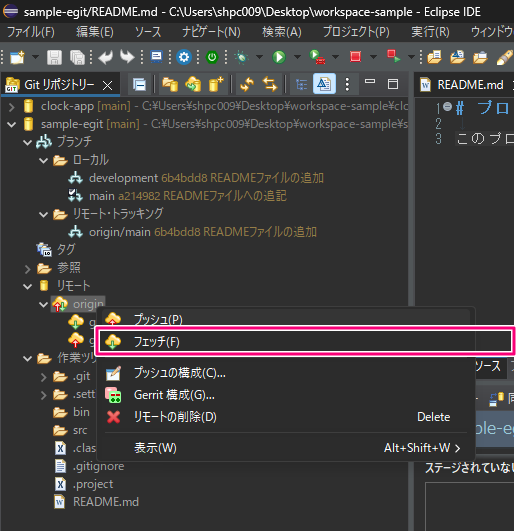 sample-egit/README.md - C:\Users\shpc009\Desktop\workspace-sample - Eclipse IDE
ファイル(F) 編集(E) ソース ナビゲート(N) 検索(A) プロジェクト(P) 実行(R) ウィン
Git リポジトリー README.md
clock-app [main] - C:¥Users¥shpc009¥Desktop¥workspace-sample¥clo
sample-egit [main] - C:¥Users¥shpc009¥Desktop¥workspace-sample¥s
1 # プロ
3 このプロ
ブランチ
ローカル
development 6b4bdd8 READMEファイルの追加
main a214982 READMEファイルへの追記
リモート・トラッキング
origin/main 6b4bdd8 READMEファイルの追加
タグ
参照
リモート
origin
プッシュ(P)
フェッチ(F)
プッシュの構成(C)...
Gerrit 構成(G)...
リモートの削除(D) Delete
表示(W) Alt+Shift+W
作業ツリ
.git
.sett
bin
src
.clas
.gitignore
.project
README.md
ソース
同
ple-eg
ステージされていない